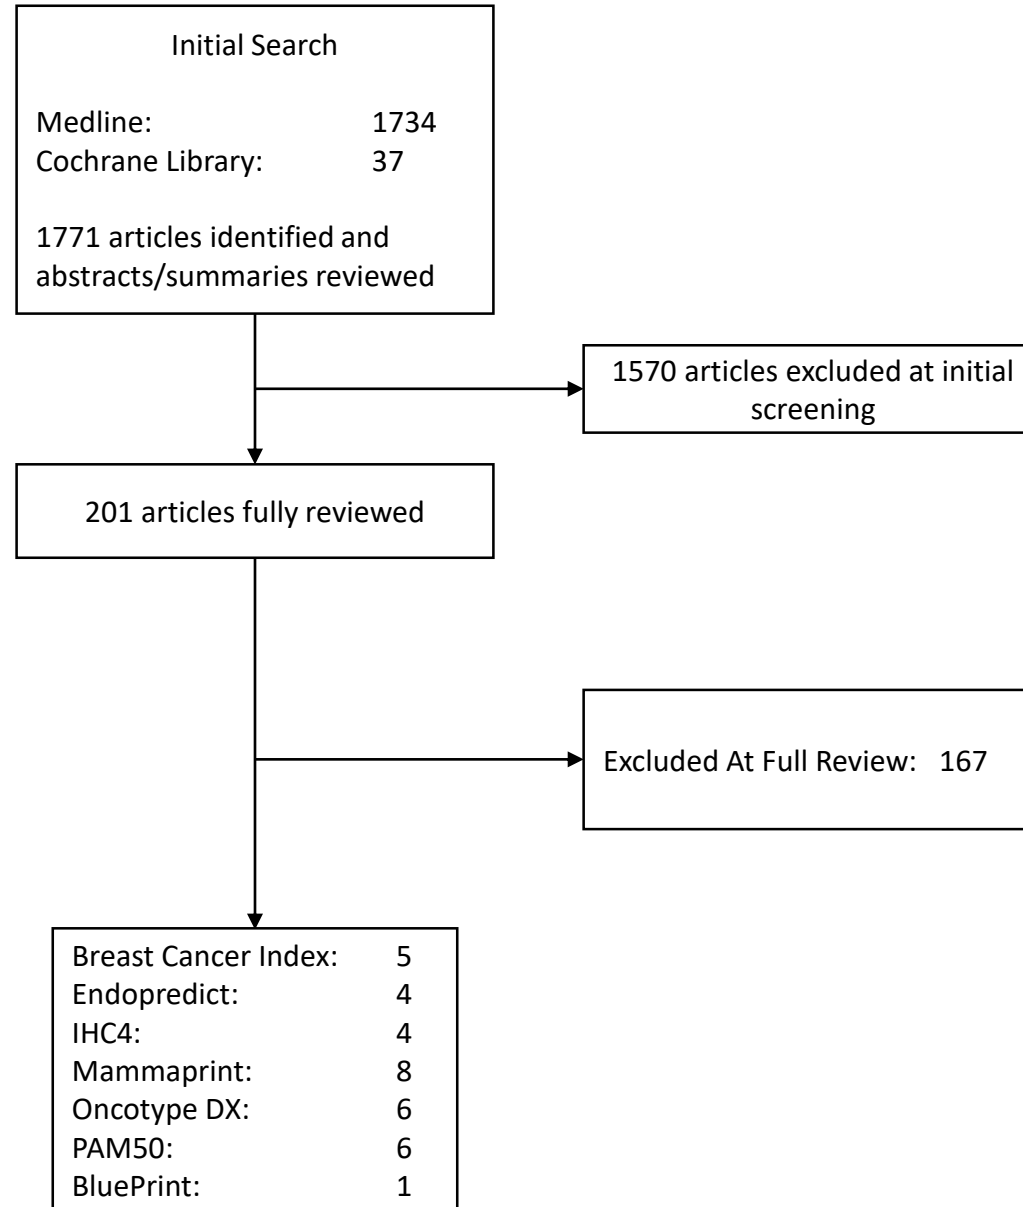 Initial Search
Medline: 1734
Cochrane Library: 37
1771 articles identified and
abstracts/summaries reviewed
1570 articles excluded at initial
screening
201 articles fully reviewed
Excluded At Full Review: 167
Breast Cancer Index: 5
Endopredict: 4
IHC4: 4
Mammaprint: 8
Oncotype DX: 6
PAM50: 6
BluePrint: 1